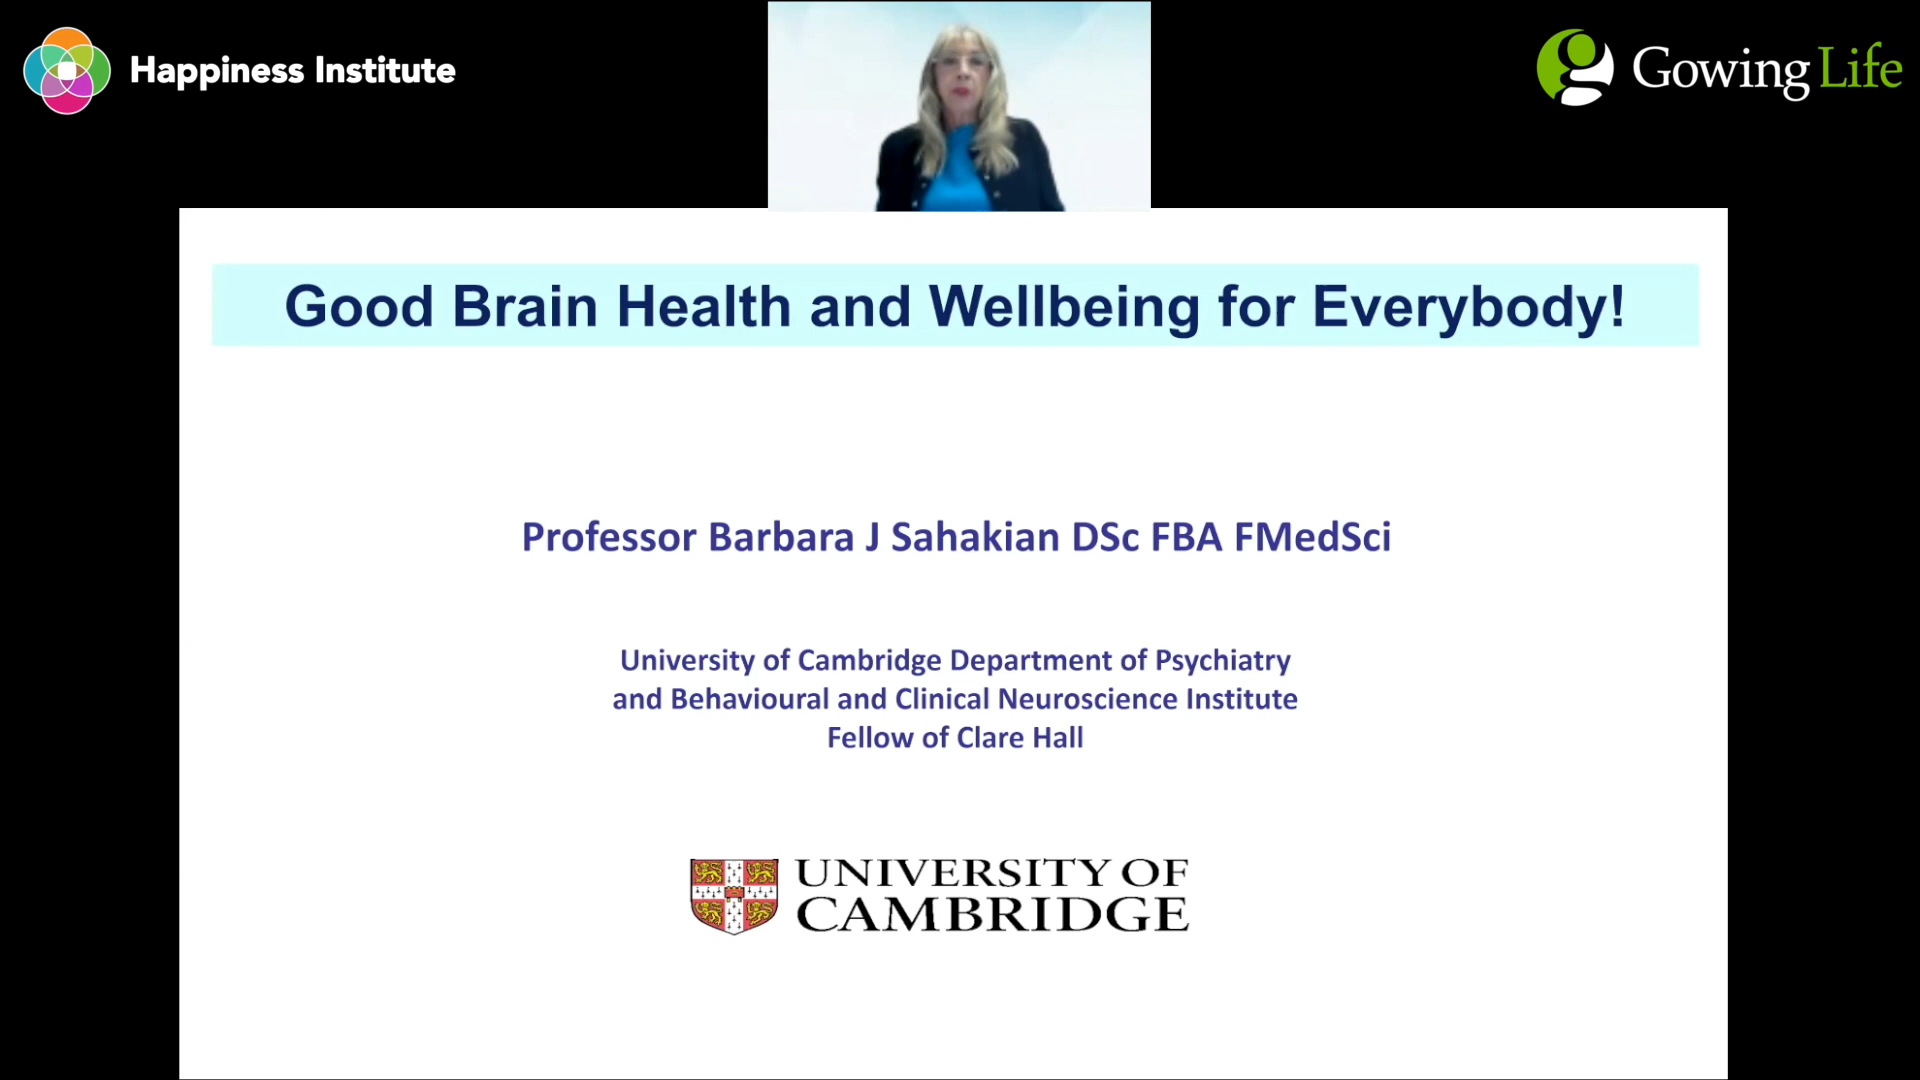 Happiness Institute
Gowing Life
Good Brain Health and Wellbeing for Everybody!
Professor Barbara J Sahakian DSc FBA FMedSci
University of Cambridge Department of Psychiatry
and Behavioural and Clinical Neuroscience Institute
Fellow of Clare Hall
UNIVERSITY OF
CAMBRIDGE